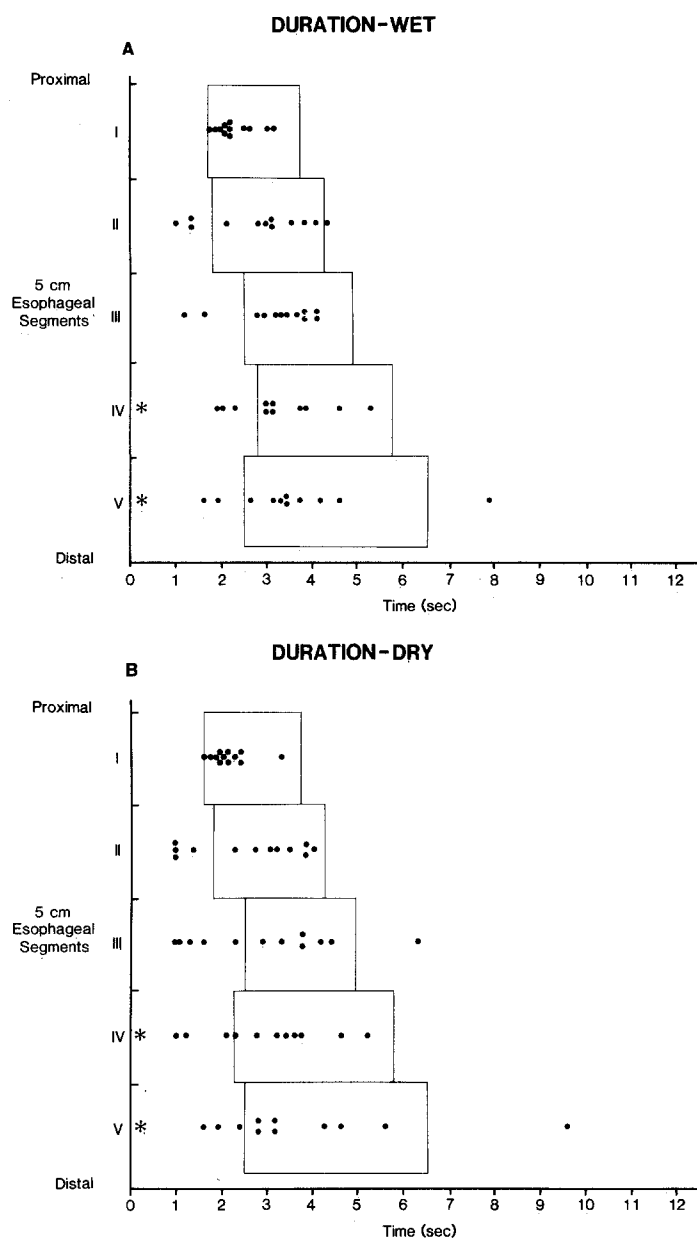 DURATION-WET
A
Proximal
I
II
5 cm
Esophageal
Segments
III
IV *
V *
Distal
0 1 2 3 4 5 6 7 8 9 10 11 12
Time (sec)
DURATION-DRY
B
Proximal
I
II
5 cm
Esophageal
Segments
III
IV *
V *
Distal
0 1 2 3 4 5 6 7 8 9 10 11 12
Time (sec)